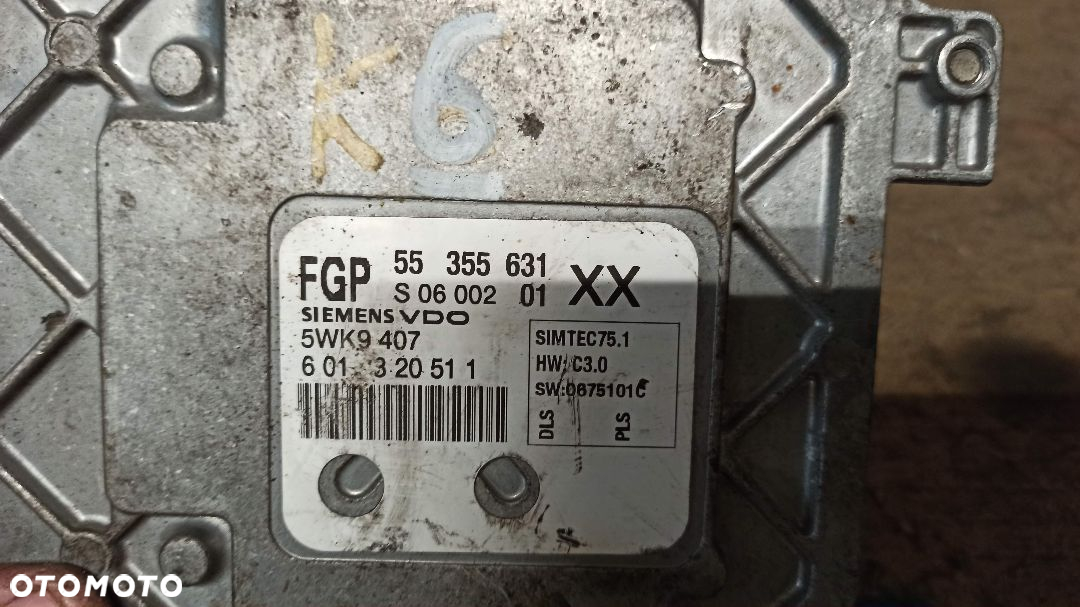 K6
FGP 55 355 631 XX
S 06 002 01
SIEMENS VDO
5WK9 407
6 01 3 20 51 1
SIMTEC75.1
HW: C3.0
SW:0675101C
DLS PLS
OTOMOTO